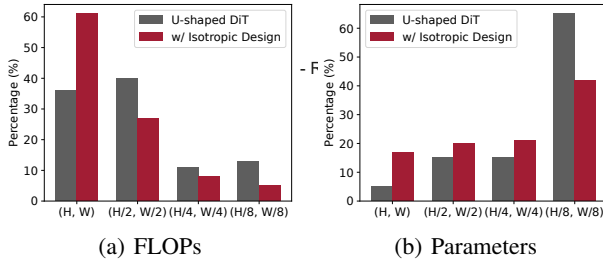 60
50
40
30
20
10
0
Percentage (%)
U-shaped DiT
w/ Isotropic Design
(H, W)
(H/2, W/2)
(H/4, W/4)
(H/8, W/8)
(a) FLOPs
- F
60
50
40
30
20
10
0
Percentage (%)
U-shaped DiT
w/ Isotropic Design
(H, W)
(H/2, W/2)
(H/4, W/4)
(H/8, W/8)
(b) Parameters